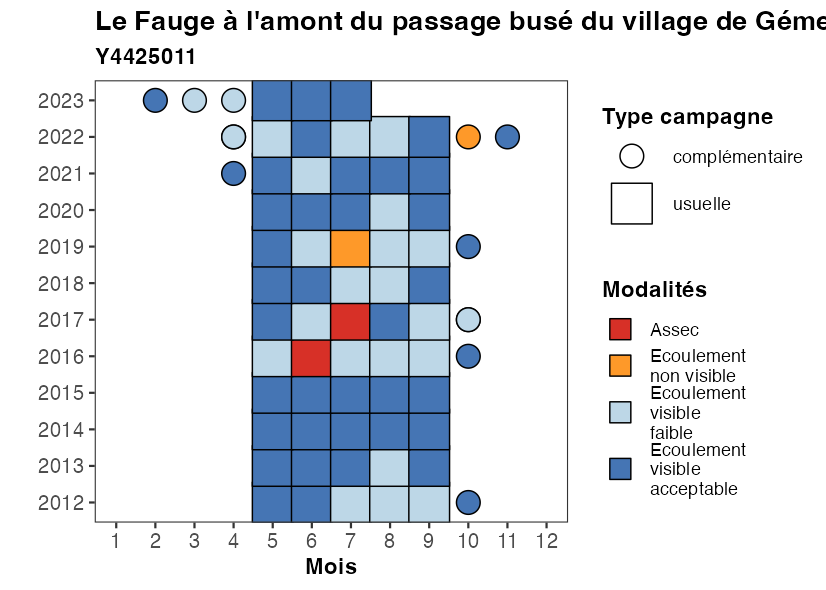 Le Fauge à l'amont du passage busé du village de Géme
Y4425011
2023
2022
2021
2020
2019
2018
2017
2016
2015
2014
2013
2012
1 2 3 4 5 6 7 8 9 10 11 12
Mois
Type campagne
complémentaire
usuelle
Modalités
Assec
Ecoulement
non visible
Ecoulement
visible
faible
Ecoulement
visible
acceptable